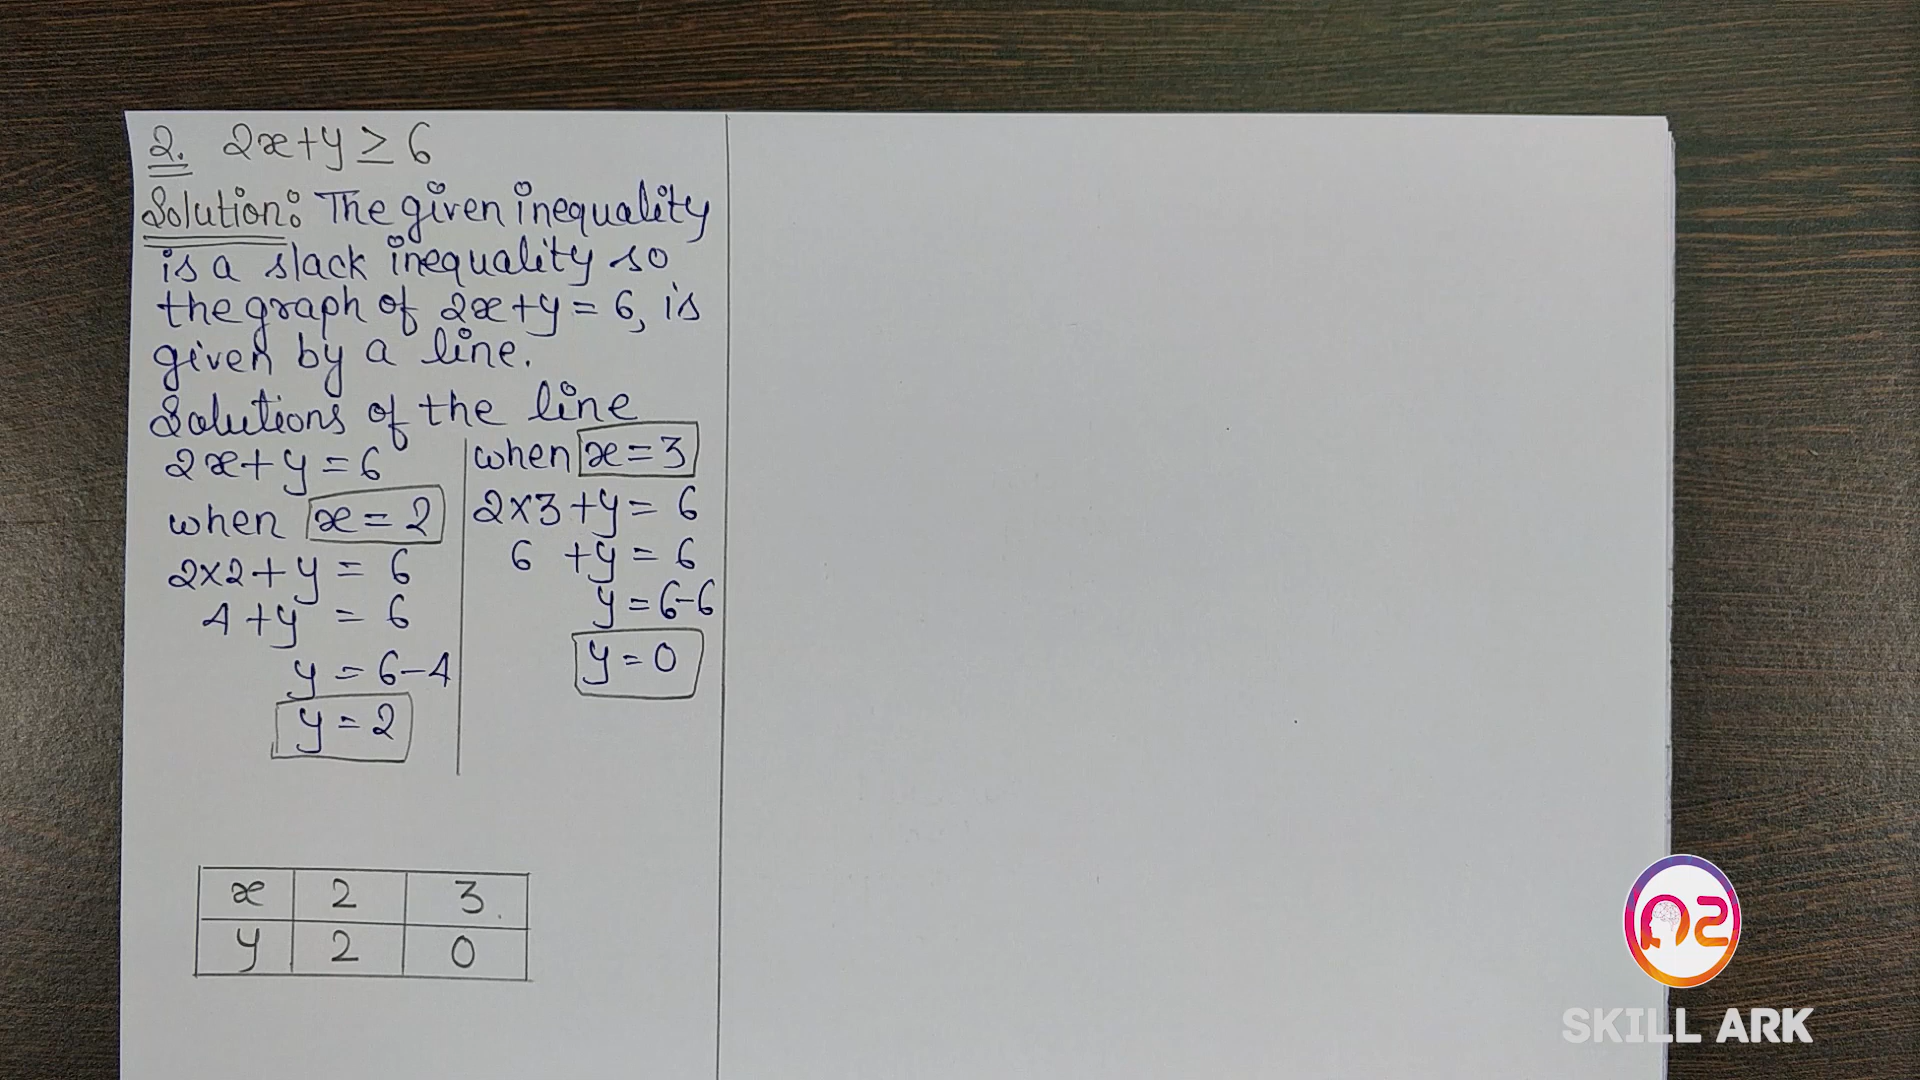 2. 2x+y ≥ 6
Solution: The given inequality
is a slack inequality so
the graph of 2x+y = 6, is
given by a line.
Solutions of the line
2x+y = 6
when x = 2
2×2+y = 6
4+y = 6
y = 6-4
y = 2
when x = 3
2×3+y = 6
6 +y = 6
y = 6-6
y = 0
x 2 3
y 2 0
SKILL ARK